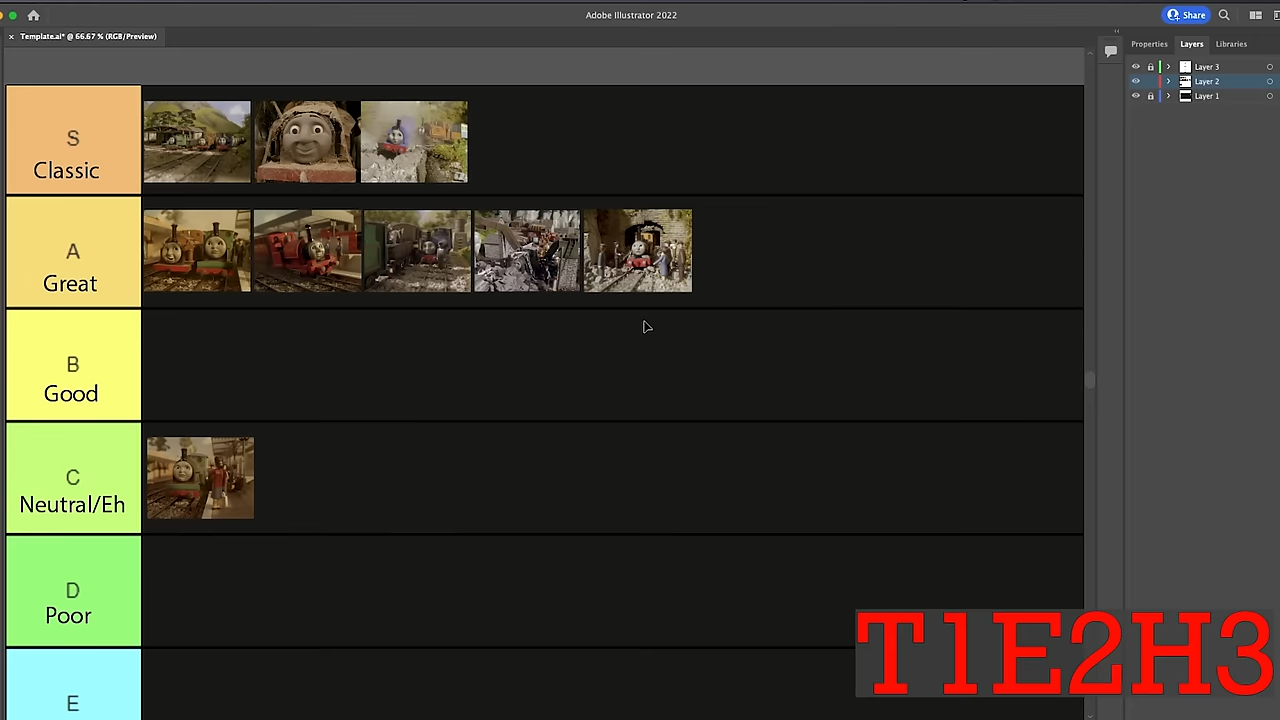 Adobe Illustrator 2022
Share
× Template.ai* @ 66.67 % (RGB/Preview)
Properties Layers Libraries
Layer 3
Layer 2
Layer 1
S
Classic
A
Great
B
Good
C
Neutral/Eh
D
Poor
E
T1E2H3